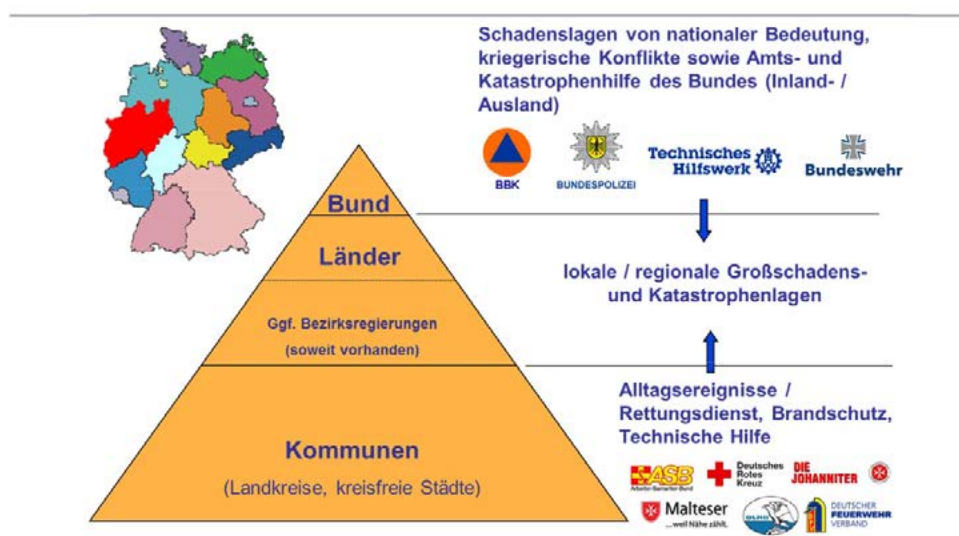 Schadenslagen von nationaler Bedeutung,
kriegerische Konflikte sowie Amts- und
Katastrophenhilfe des Bundes (Inland- /
Ausland)
BBK
BUNDESPOLIZEI
Technisches
Hilfswerk
Bundeswehr
Bund
Länder
lokale / regionale Großschadens-
und Katastrophenlagen
Ggf. Bezirksregierungen
(soweit vorhanden)
Alltagsereignisse /
Rettungsdienst, Brandschutz,
Technische Hilfe
Kommunen
(Landkreise, kreisfreie Städte)
ASB
Arbeiter-Samariter-Bund
Deutsches
Rotes
Kreuz
DIE
JOHANNITER
Malteser
...weil Nähe zählt.
DLRG
DEUTSCHER
FEUERWEHR
VERBAND